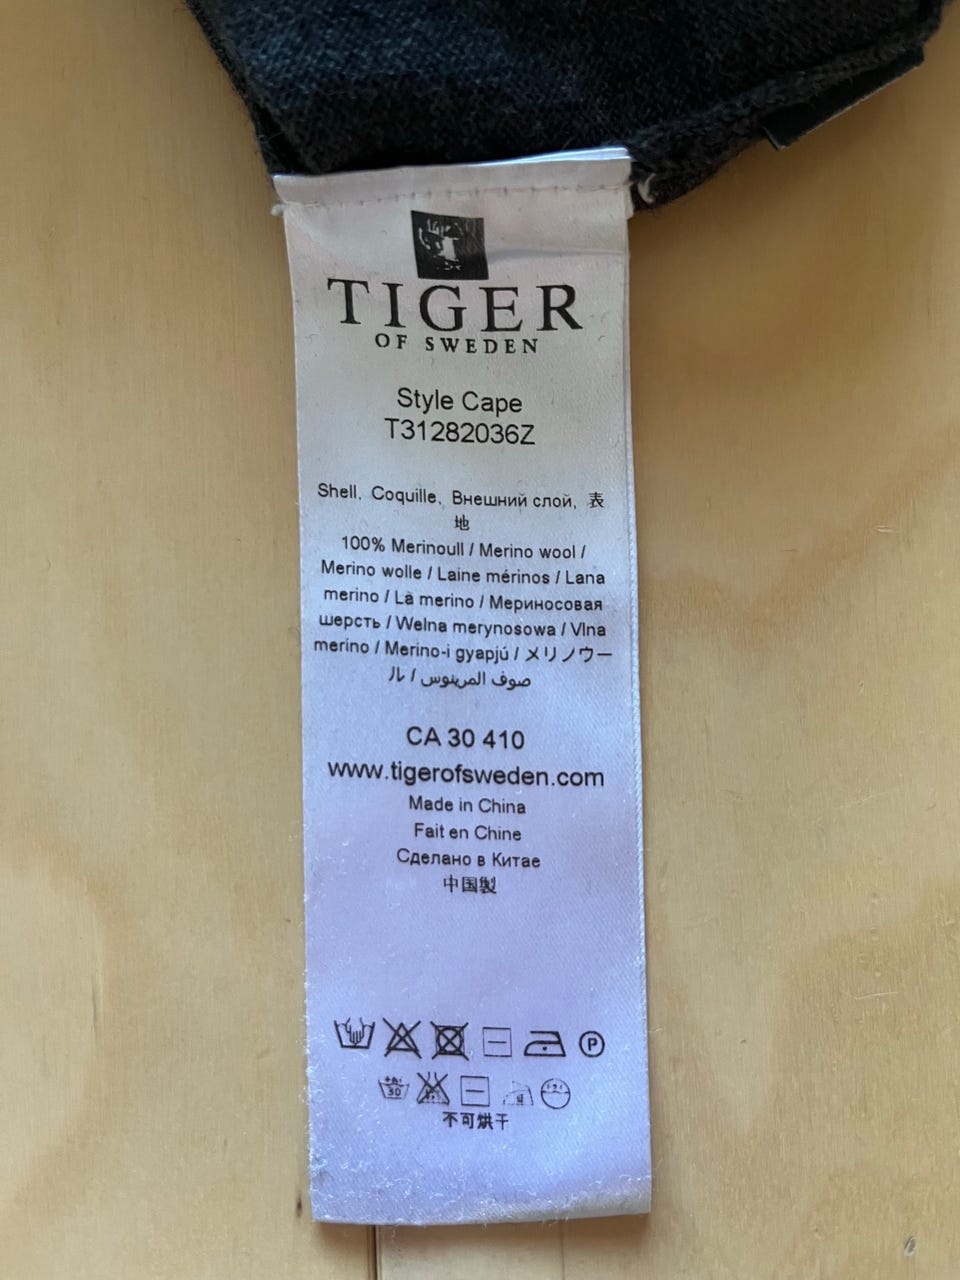 TIGER
OF SWEDEN
Style Cape
T31282036Z
Shell, Coquille, Внешний слой, 表
地
100% Merinoull / Merino wool /
Merino wolle / Laine mérinos / Lana
merino / Là merino / Мериносовая
шерсть / Welna merynosowa / Vlna
merino / Merino-i gyapjú / メリノウー
ル / صوف المرينوس
CA 30 410
www.tigerofsweden.com
Made in China
Fait en Chine
Сделано в Китае
中国製
P
30
不可烘干